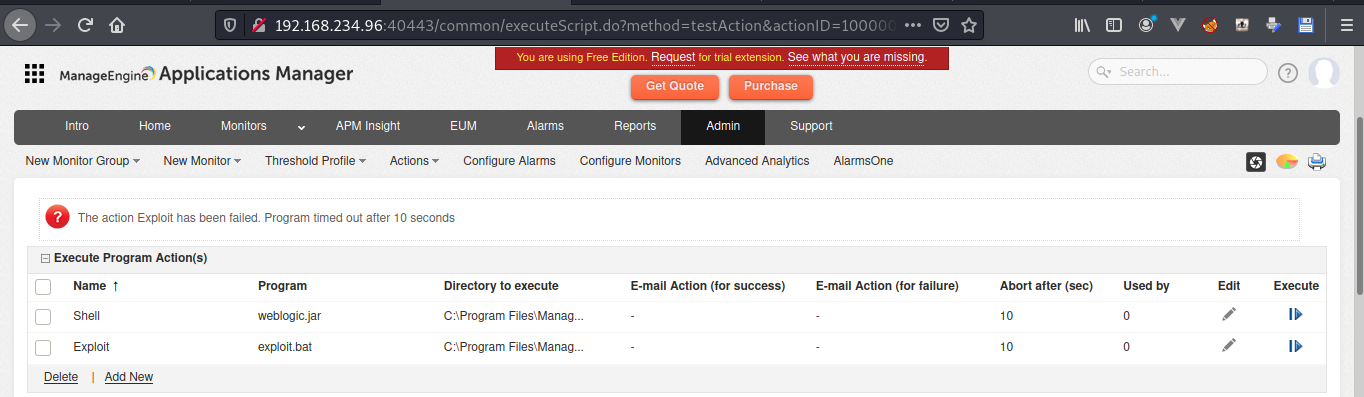 192.168.234.96:40443/common/executeScript.do?method=testAction&actionID=100000
You are using Free Edition. Request for trial extension. See what you are missing.
ManageEngine Applications Manager
Search...
Get Quote Purchase
Intro Home Monitors APM Insight EUM Alarms Reports Admin Support
New Monitor Group New Monitor Threshold Profile Actions Configure Alarms Configure Monitors Advanced Analytics AlarmsOne
The action Exploit has been failed. Program timed out after 10 seconds
Execute Program Action(s)
Name ↑ Program Directory to execute E-mail Action (for success) E-mail Action (for failure) Abort after (sec) Used by Edit Execute
Shell weblogic.jar C:\Program Files\Manag... - - 10 0
Exploit exploit.bat C:\Program Files\Manag... - - 10 0
Delete | Add New